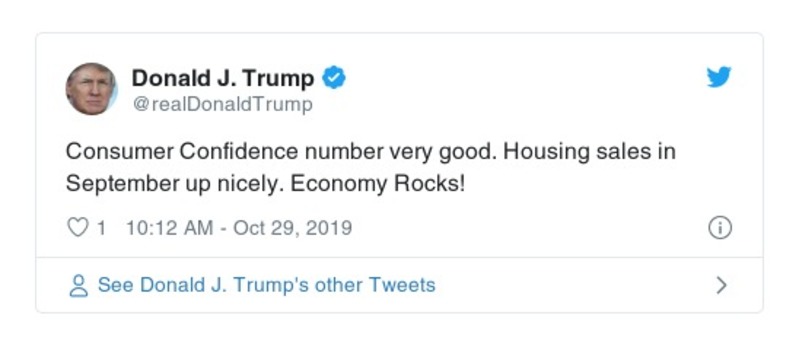 Donald J. Trump
@realDonaldTrump
Consumer Confidence number very good. Housing sales in
September up nicely. Economy Rocks!
1 10:12 AM - Oct 29, 2019
See Donald J. Trump's other Tweets